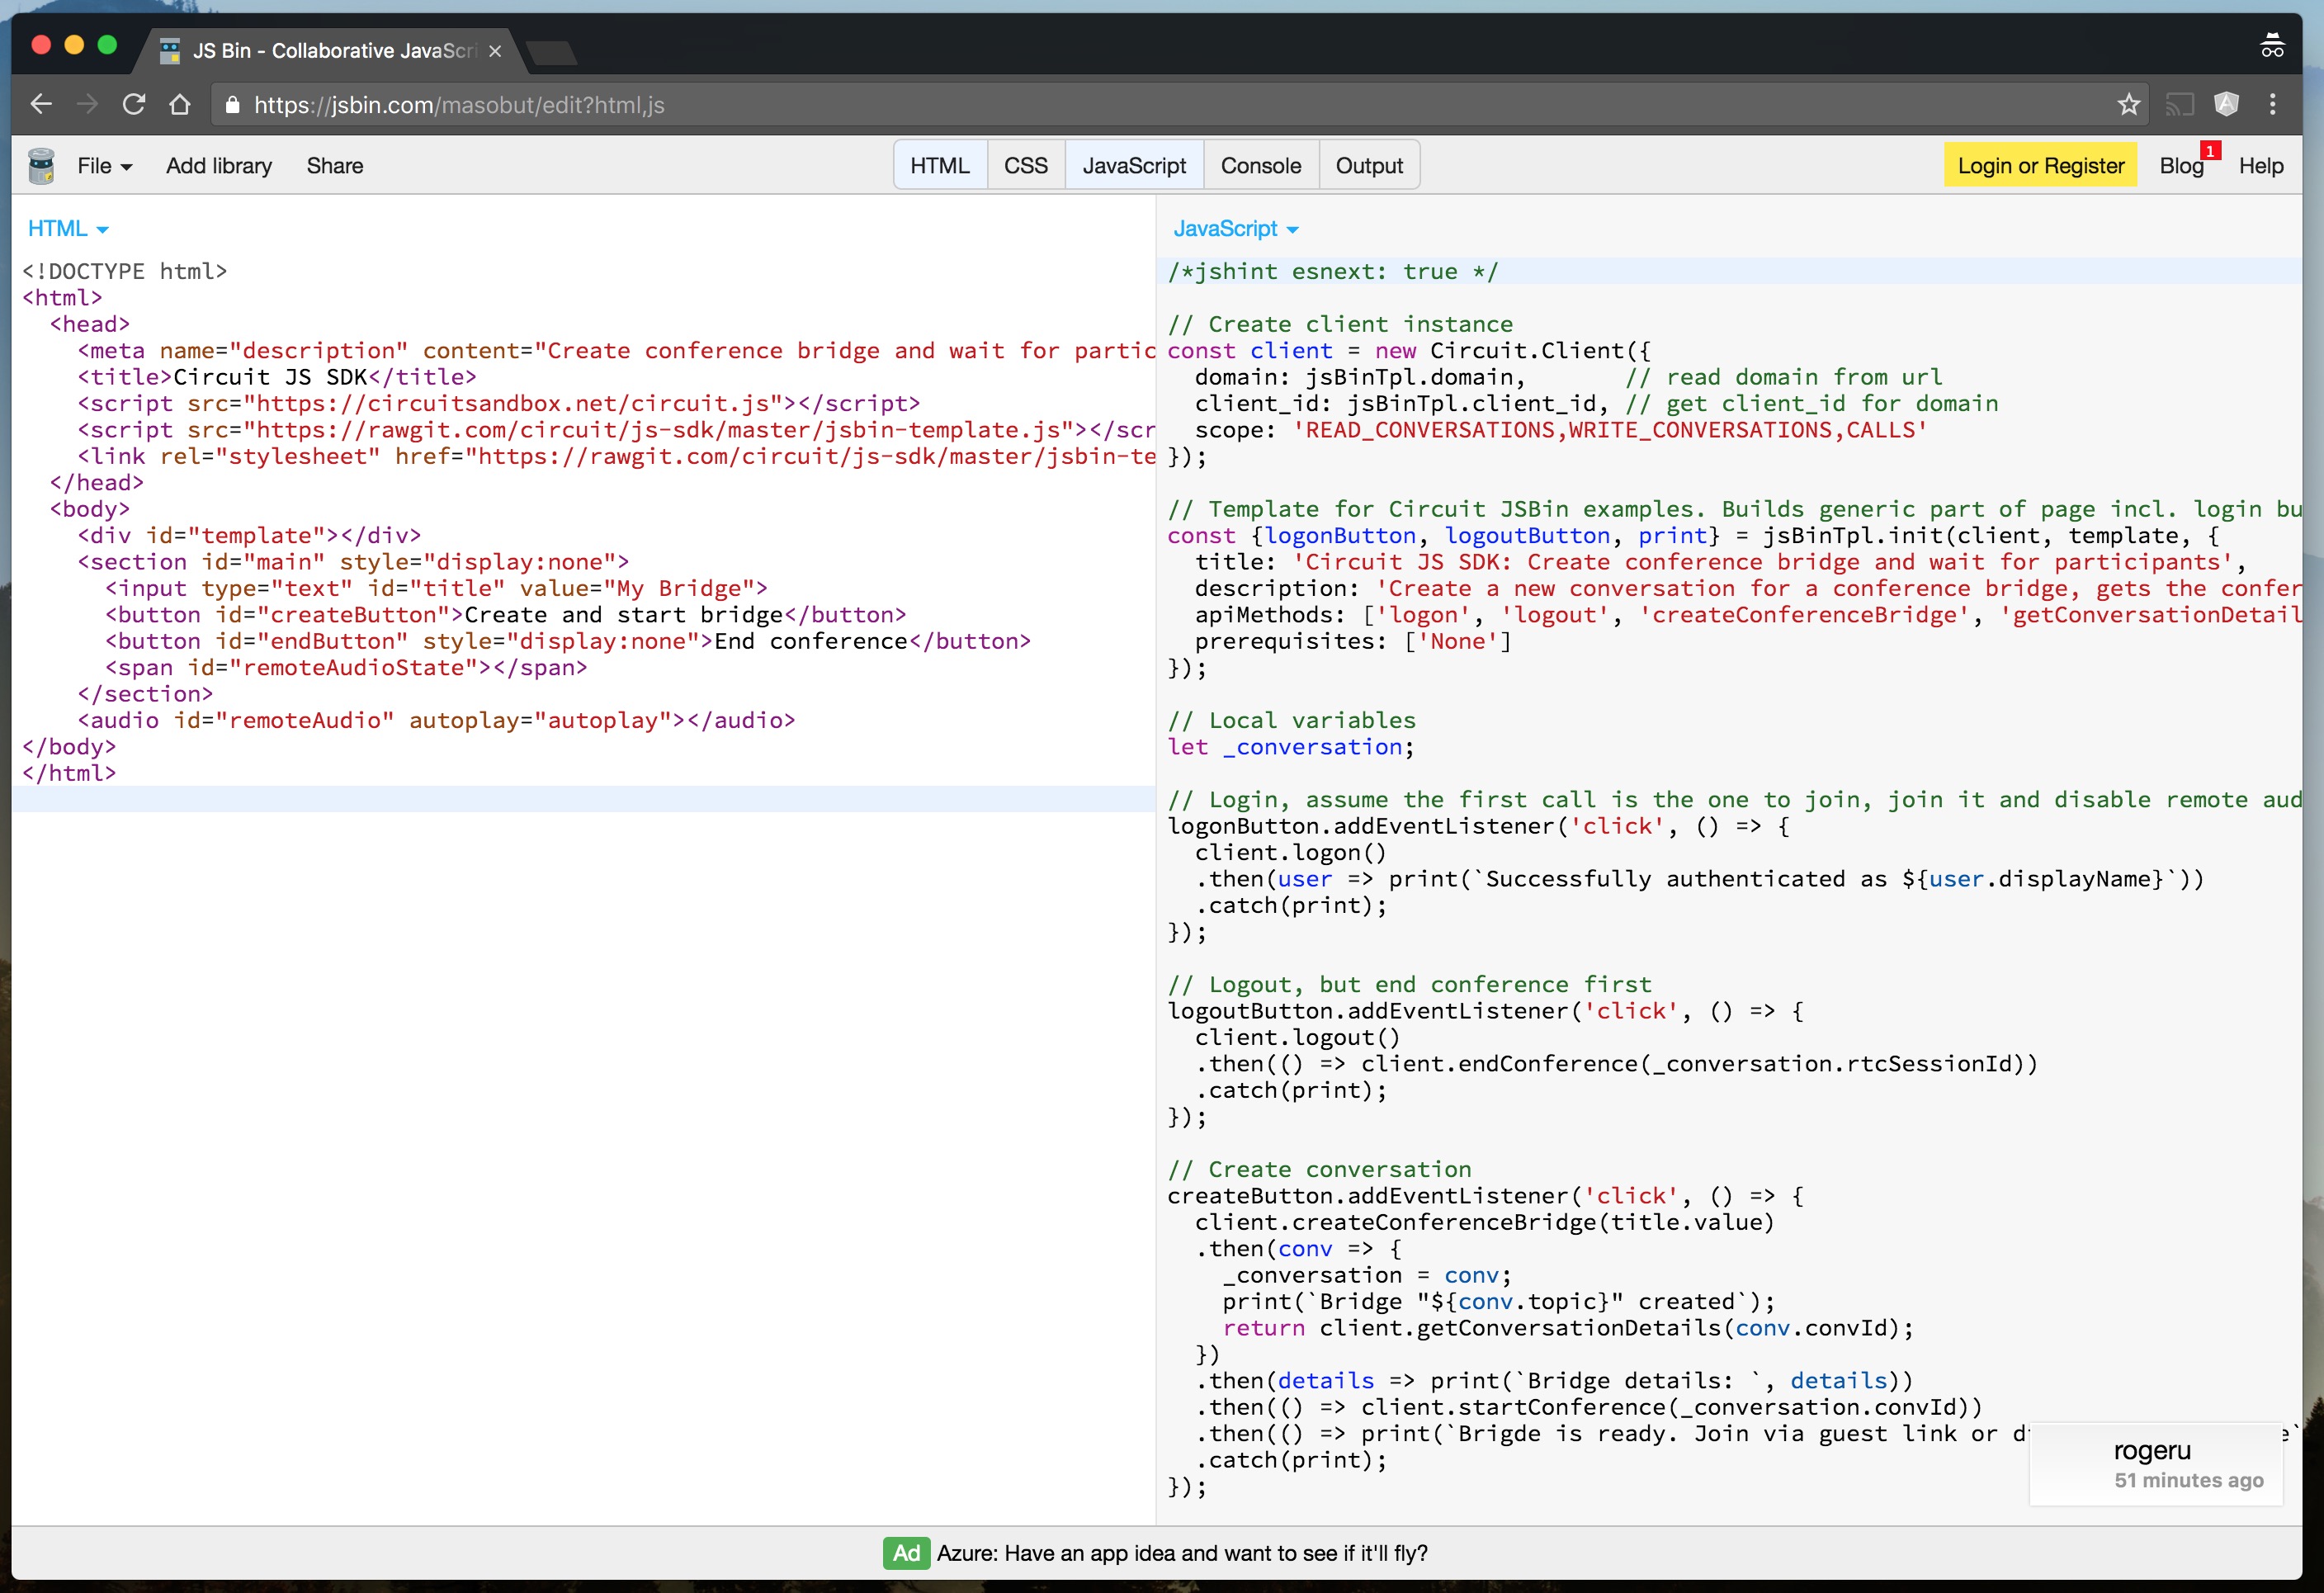 JS Bin - Collaborative JavaScri
https://jsbin.com/masobut/edit?html,js
File Add library Share HTML CSS JavaScript Console Output Login or Register Blog 1 Help
HTML
<!DOCTYPE html>
<html>
  <head>
    <meta name="description" content="Create conference bridge and wait for partic
    <title>Circuit JS SDK</title>
    <script src="https://circuitsandbox.net/circuit.js"></script>
    <script src="https://rawgit.com/circuit/js-sdk/master/jsbin-template.js"></scr
    <link rel="stylesheet" href="https://rawgit.com/circuit/js-sdk/master/jsbin-te
  </head>
  <body>
    <div id="template"></div>
    <section id="main" style="display:none">
      <input type="text" id="title" value="My Bridge">
      <button id="createButton">Create and start bridge</button>
      <button id="endButton" style="display:none">End conference</button>
      <span id="remoteAudioState"></span>
    </section>
    <audio id="remoteAudio" autoplay="autoplay"></audio>
</body>
</html>
JavaScript
/*jshint esnext: true */
// Create client instance
const client = new Circuit.Client({
  domain: jsBinTpl.domain,       // read domain from url
  client_id: jsBinTpl.client_id, // get client_id for domain
  scope: 'READ_CONVERSATIONS,WRITE_CONVERSATIONS,CALLS'
});
// Template for Circuit JSBin examples. Builds generic part of page incl. login bu
const {logonButton, logoutButton, print} = jsBinTpl.init(client, template, {
  title: 'Circuit JS SDK: Create conference bridge and wait for participants',
  description: 'Create a new conversation for a conference bridge, gets the confer
  apiMethods: ['logon', 'logout', 'createConferenceBridge', 'getConversationDetail
  prerequisites: ['None']
});
// Local variables
let _conversation;
// Login, assume the first call is the one to join, join it and disable remote aud
logonButton.addEventListener('click', () => {
  client.logon()
  .then(user => print(`Successfully authenticated as ${user.displayName}`))
  .catch(print);
});
// Logout, but end conference first
logoutButton.addEventListener('click', () => {
  client.logout()
  .then(() => client.endConference(_conversation.rtcSessionId))
  .catch(print);
});
// Create conversation
createButton.addEventListener('click', () => {
  client.createConferenceBridge(title.value)
  .then(conv => {
    _conversation = conv;
    print(`Bridge "${conv.topic}" created`);
    return client.getConversationDetails(conv.convId);
  })
  .then(details => print(`Bridge details: `, details))
  .then(() => client.startConference(_conversation.convId))
  .then(() => print(`Brigde is ready. Join via guest link or d
  .catch(print);
});
rogeru
51 minutes ago
Ad Azure: Have an app idea and want to see if it'll fly?